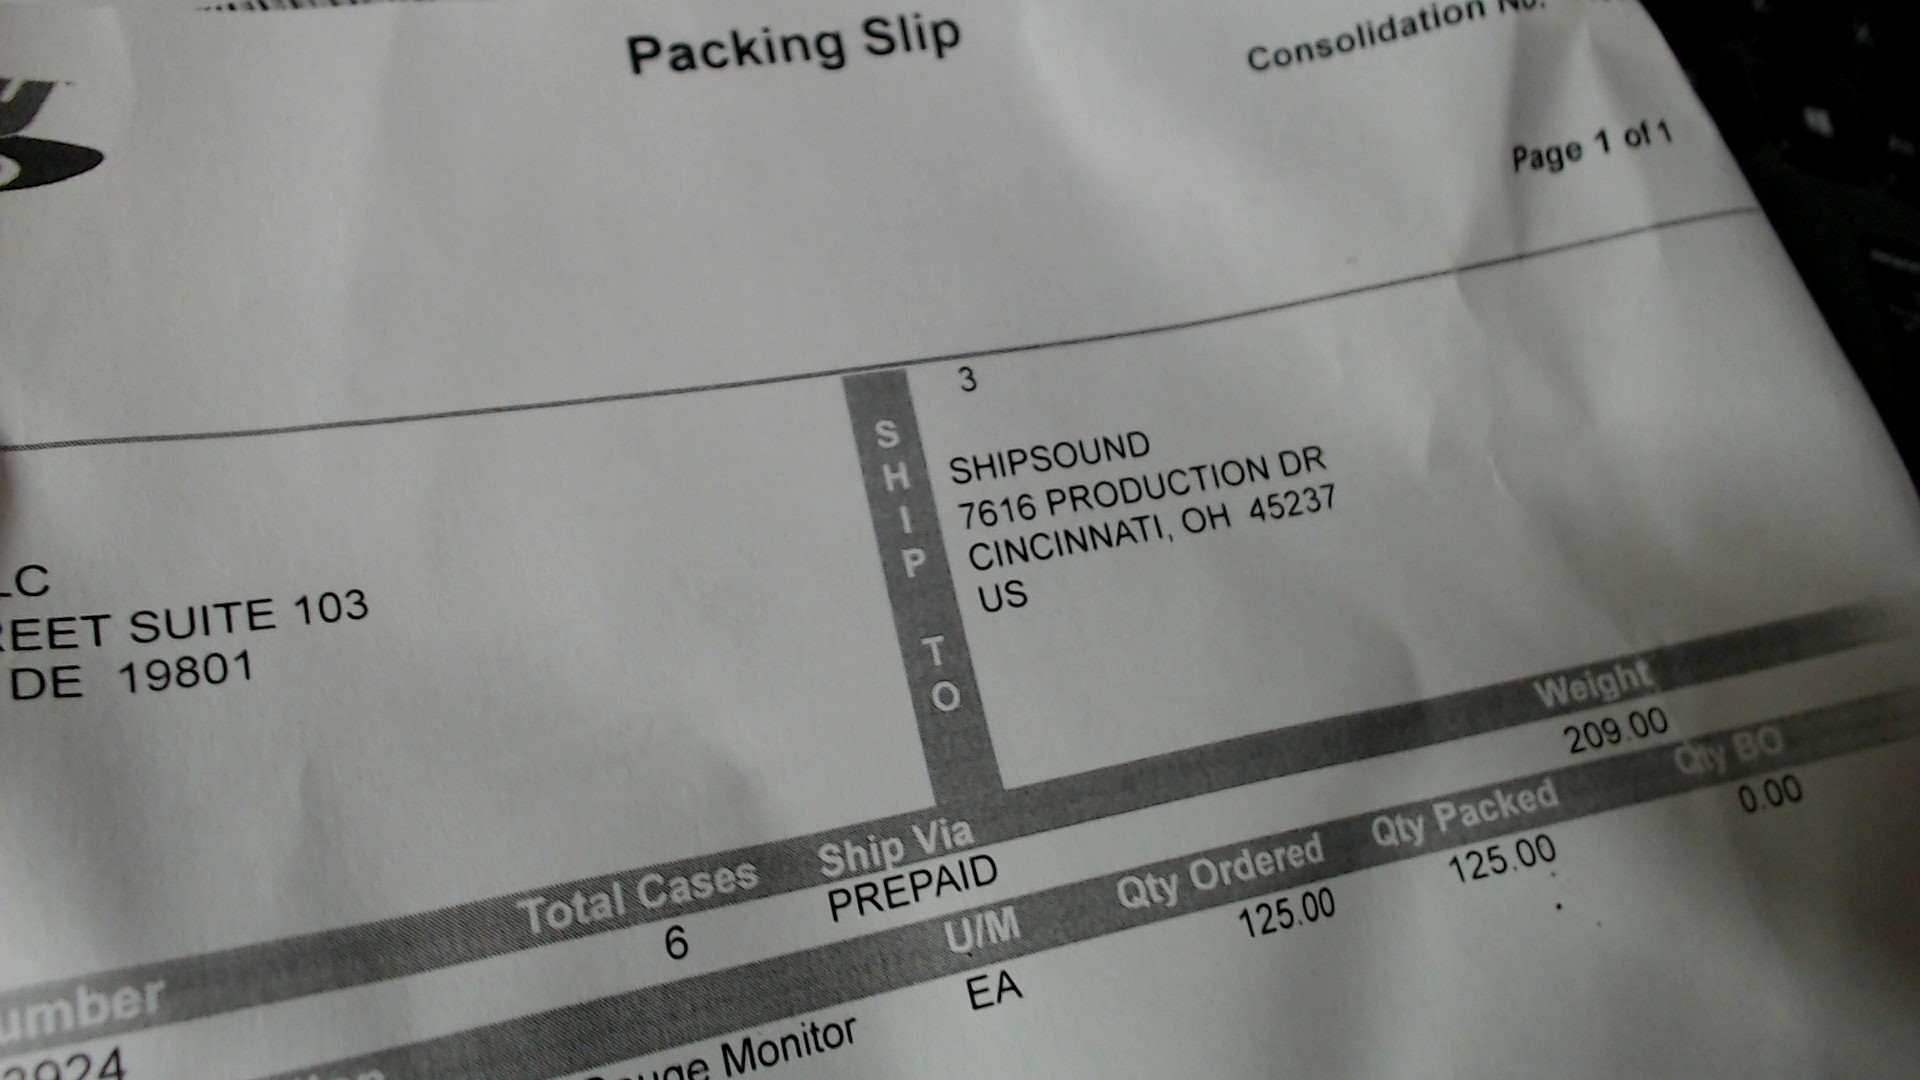 Packing Slip
Consolidation No.
Page 1 of 1
3
SHIP TO
SHIPSOUND
7616 PRODUCTION DR
CINCINNATI, OH 45237
US
LC
REET SUITE 103
DE 19801
umber
Total Cases
Ship Via
Weight
3924
6
PREPAID
209.00
U/M
Qty Ordered
Qty Packed
Qty BO
Monitor
EA
125.00
125.00
0.00